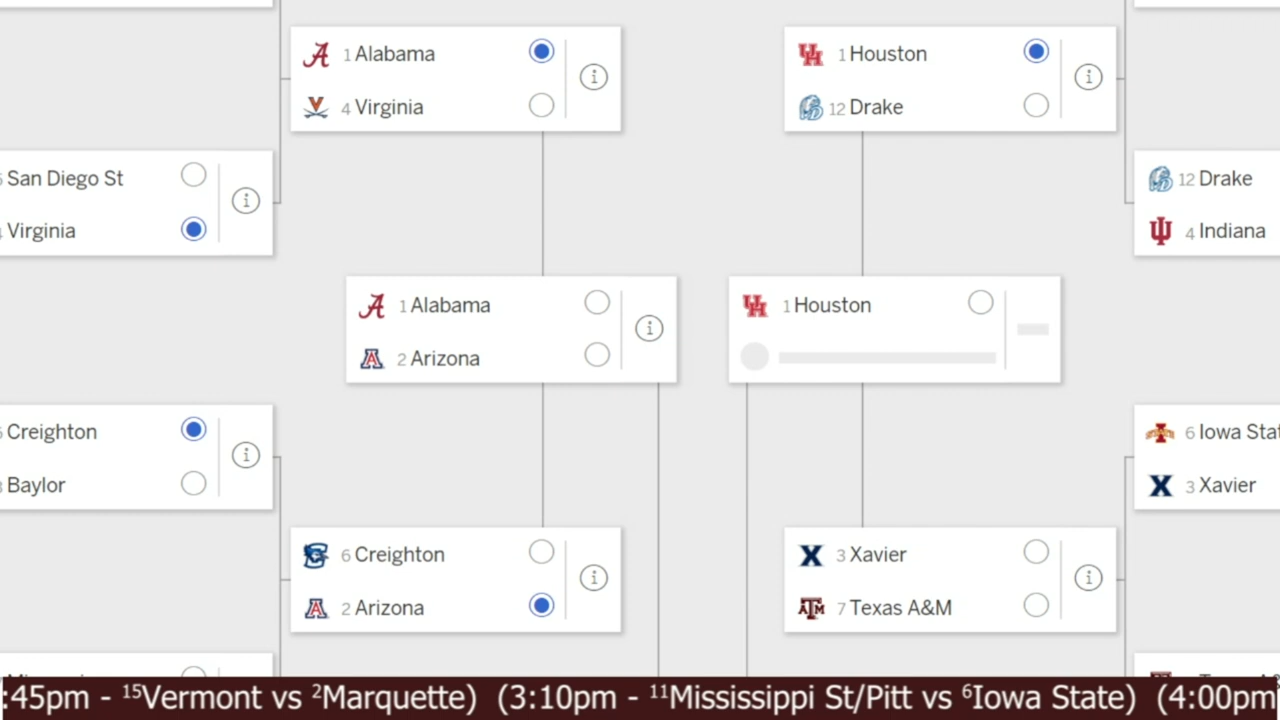 1 Alabama
4 Virginia
1 Houston
12 Drake
San Diego St
Virginia
12 Drake
4 Indiana
1 Alabama
2 Arizona
1 Houston
Creighton
Baylor
6 Iowa Stat
3 Xavier
6 Creighton
2 Arizona
3 Xavier
7 Texas A&M
:45pm - 15Vermont vs 2Marquette) (3:10pm - 11Mississippi St/Pitt vs 6Iowa State) (4:00pm